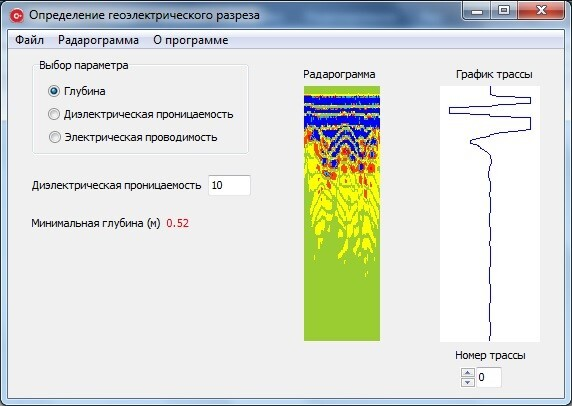 Определение геоэлектрического разреза
Файл Радарограмма О программе
Выбор параметра
Глубина
Диэлектрическая проницаемость
Электрическая проводимость
Диэлектрическая проницаемость 10
Минимальная глубина (м) 0.52
Радарограмма
График трассы
Номер трассы
0